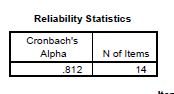 Reliability Statistics
Cronbach's
Alpha N of Items
.812 14